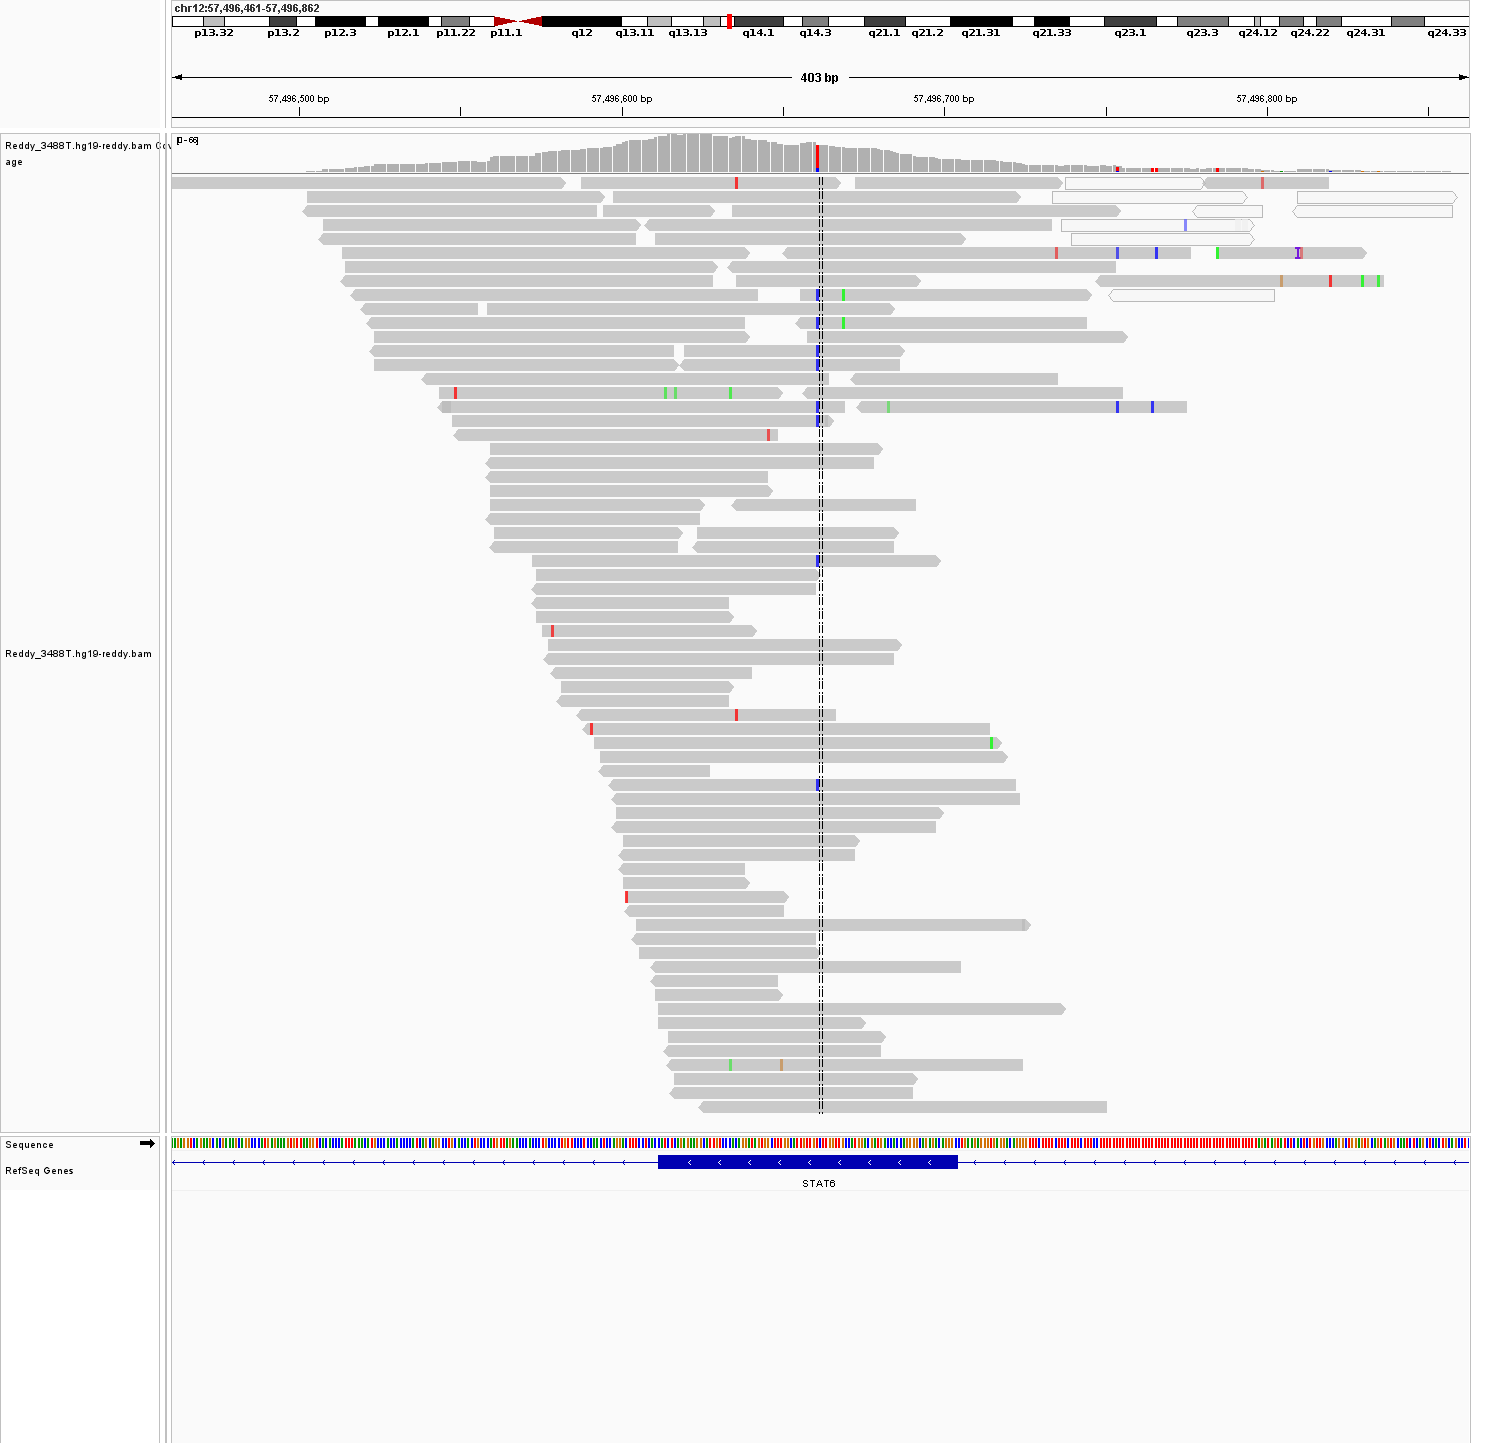 chr12:57,496,461-57,496,862
p13.32 p13.2 p12.3 p12.1 p11.22 p11.1 q12 q13.11 q13.13 q14.1 q14.3 q21.1 q21.2 q21.31 q21.33 q23.1 q23.3 q24.12 q24.22 q24.31 q24.33
403 bp
57,496,500 bp 57,496,600 bp 57,496,700 bp 57,496,800 bp
[0 - 66]
Reddy_3488T.hg19-reddy.bam Cov
age
Reddy_3488T.hg19-reddy.bam
Sequence
RefSeq Genes
STAT6